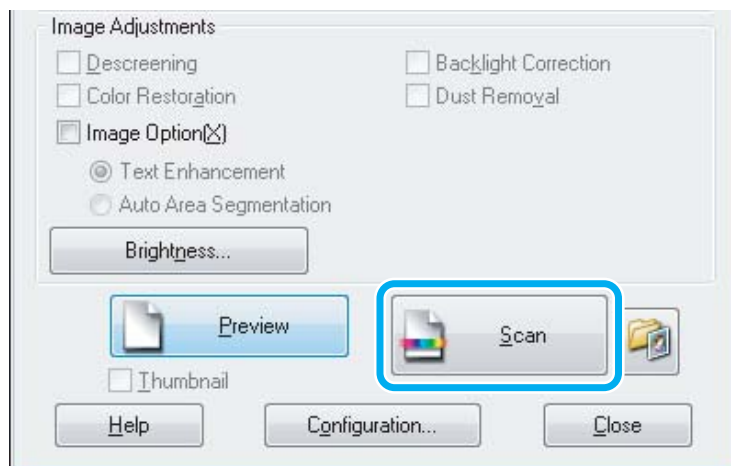 Image Adjustments
Descreening
Backlight Correction
Color Restoration
Dust Removal
Image Option(X)
Text Enhancement
Auto Area Segmentation
Brightness...
Preview
Scan
Thumbnail
Help
Configuration...
Close